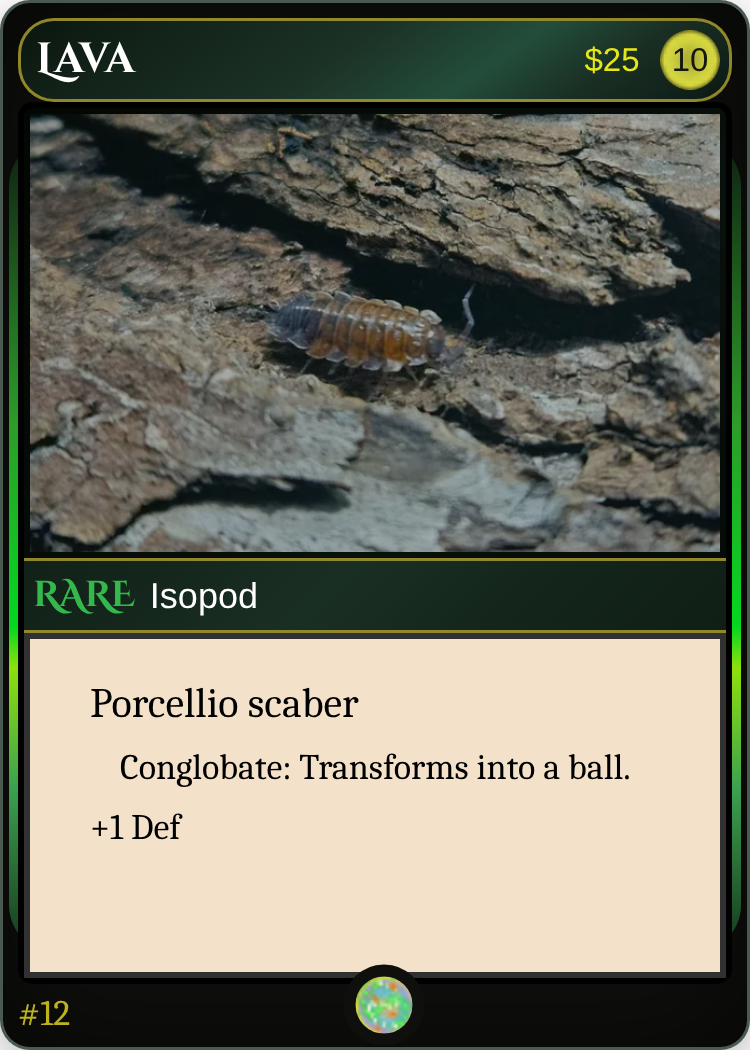 LAVA
$25 10
RARE Isopod
Porcellio scaber
Conglobate: Transforms into a ball.
+1 Def
#12